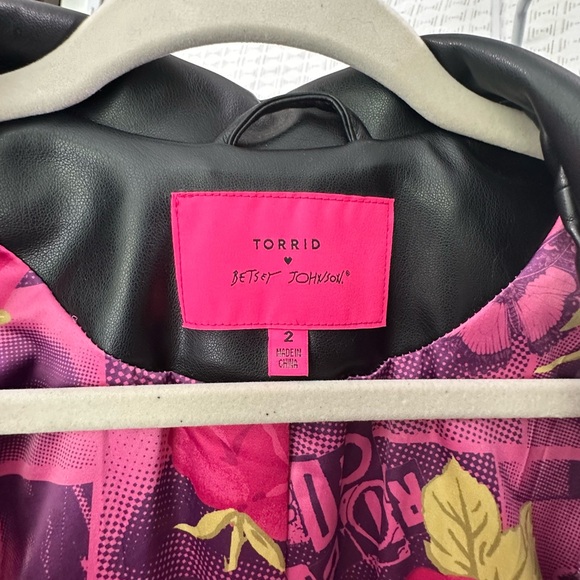 TORRID
♥
BETSEY JOHNSON®
2
MADE IN
CHINA